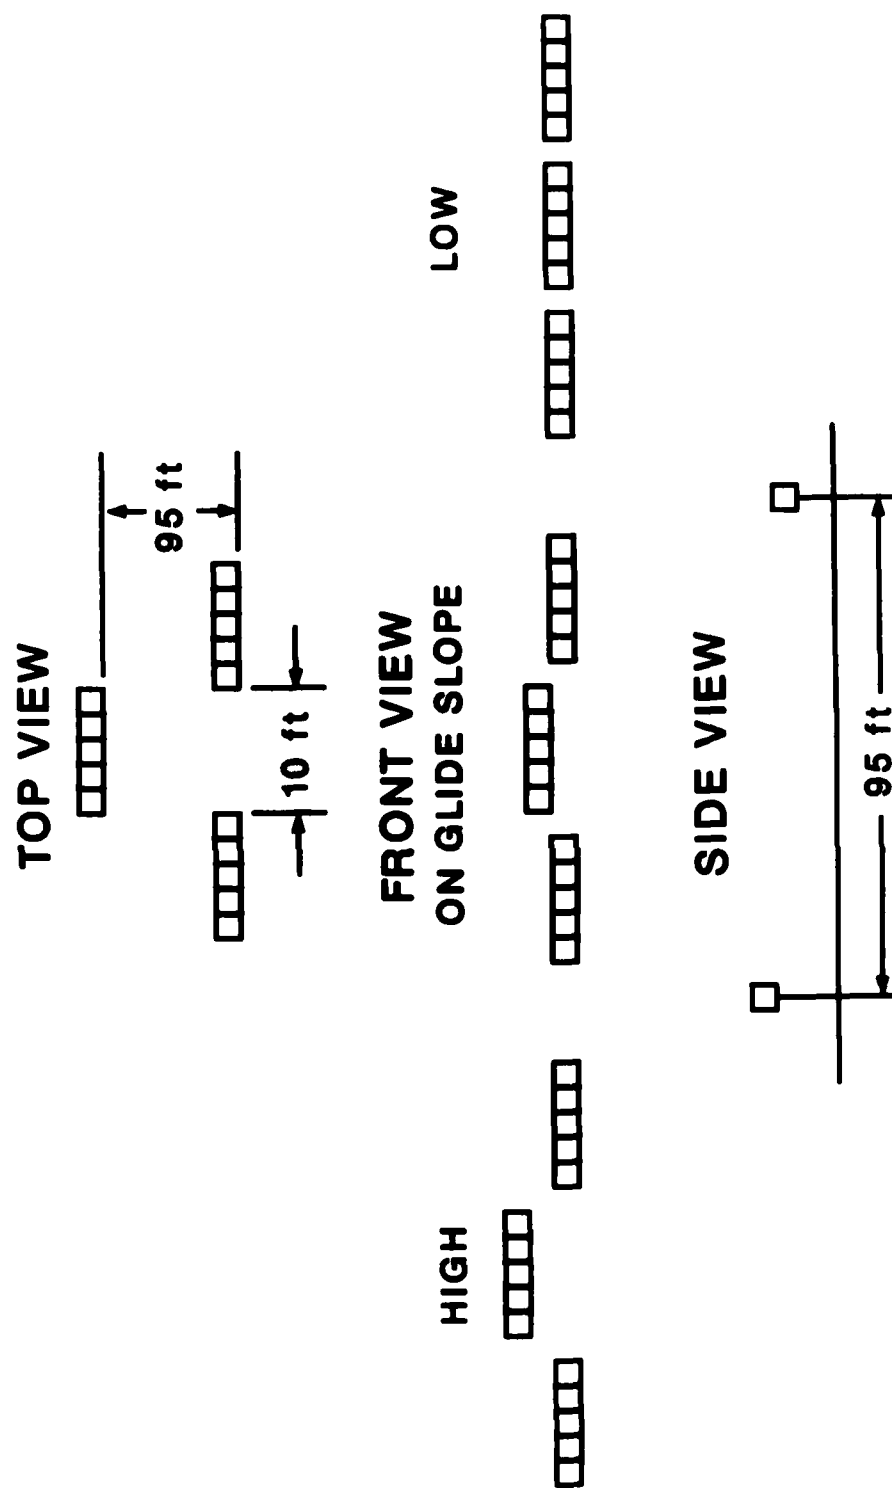 TOP VIEW
95 ft
10 ft
FRONT VIEW
ON GLIDE SLOPE
HIGH
LOW
SIDE VIEW
95 ft